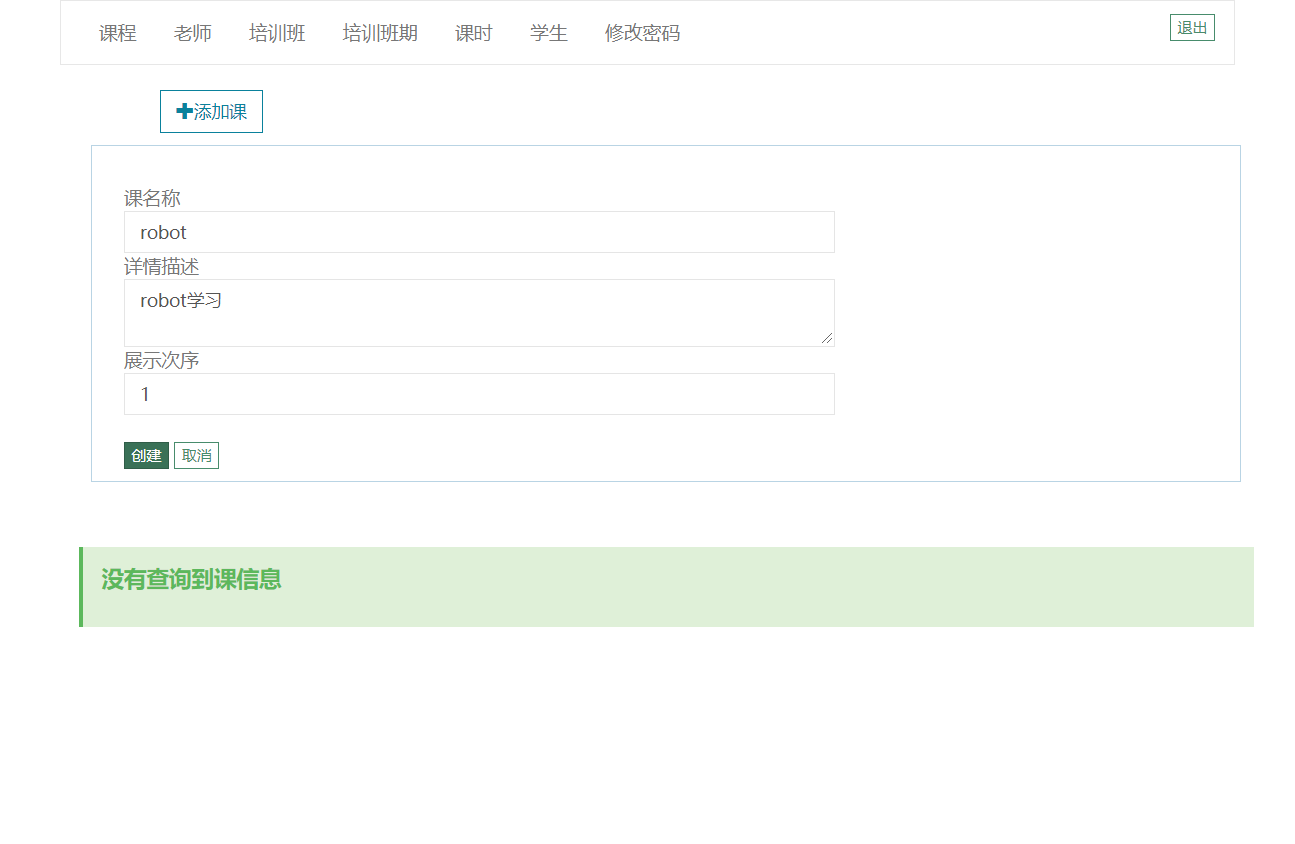 课程 老师 培训班 培训班期 课时 学生 修改密码 退出
添加课
课名称
robot
详情描述
robot学习
展示次序
1
创建 取消
没有查询到课信息